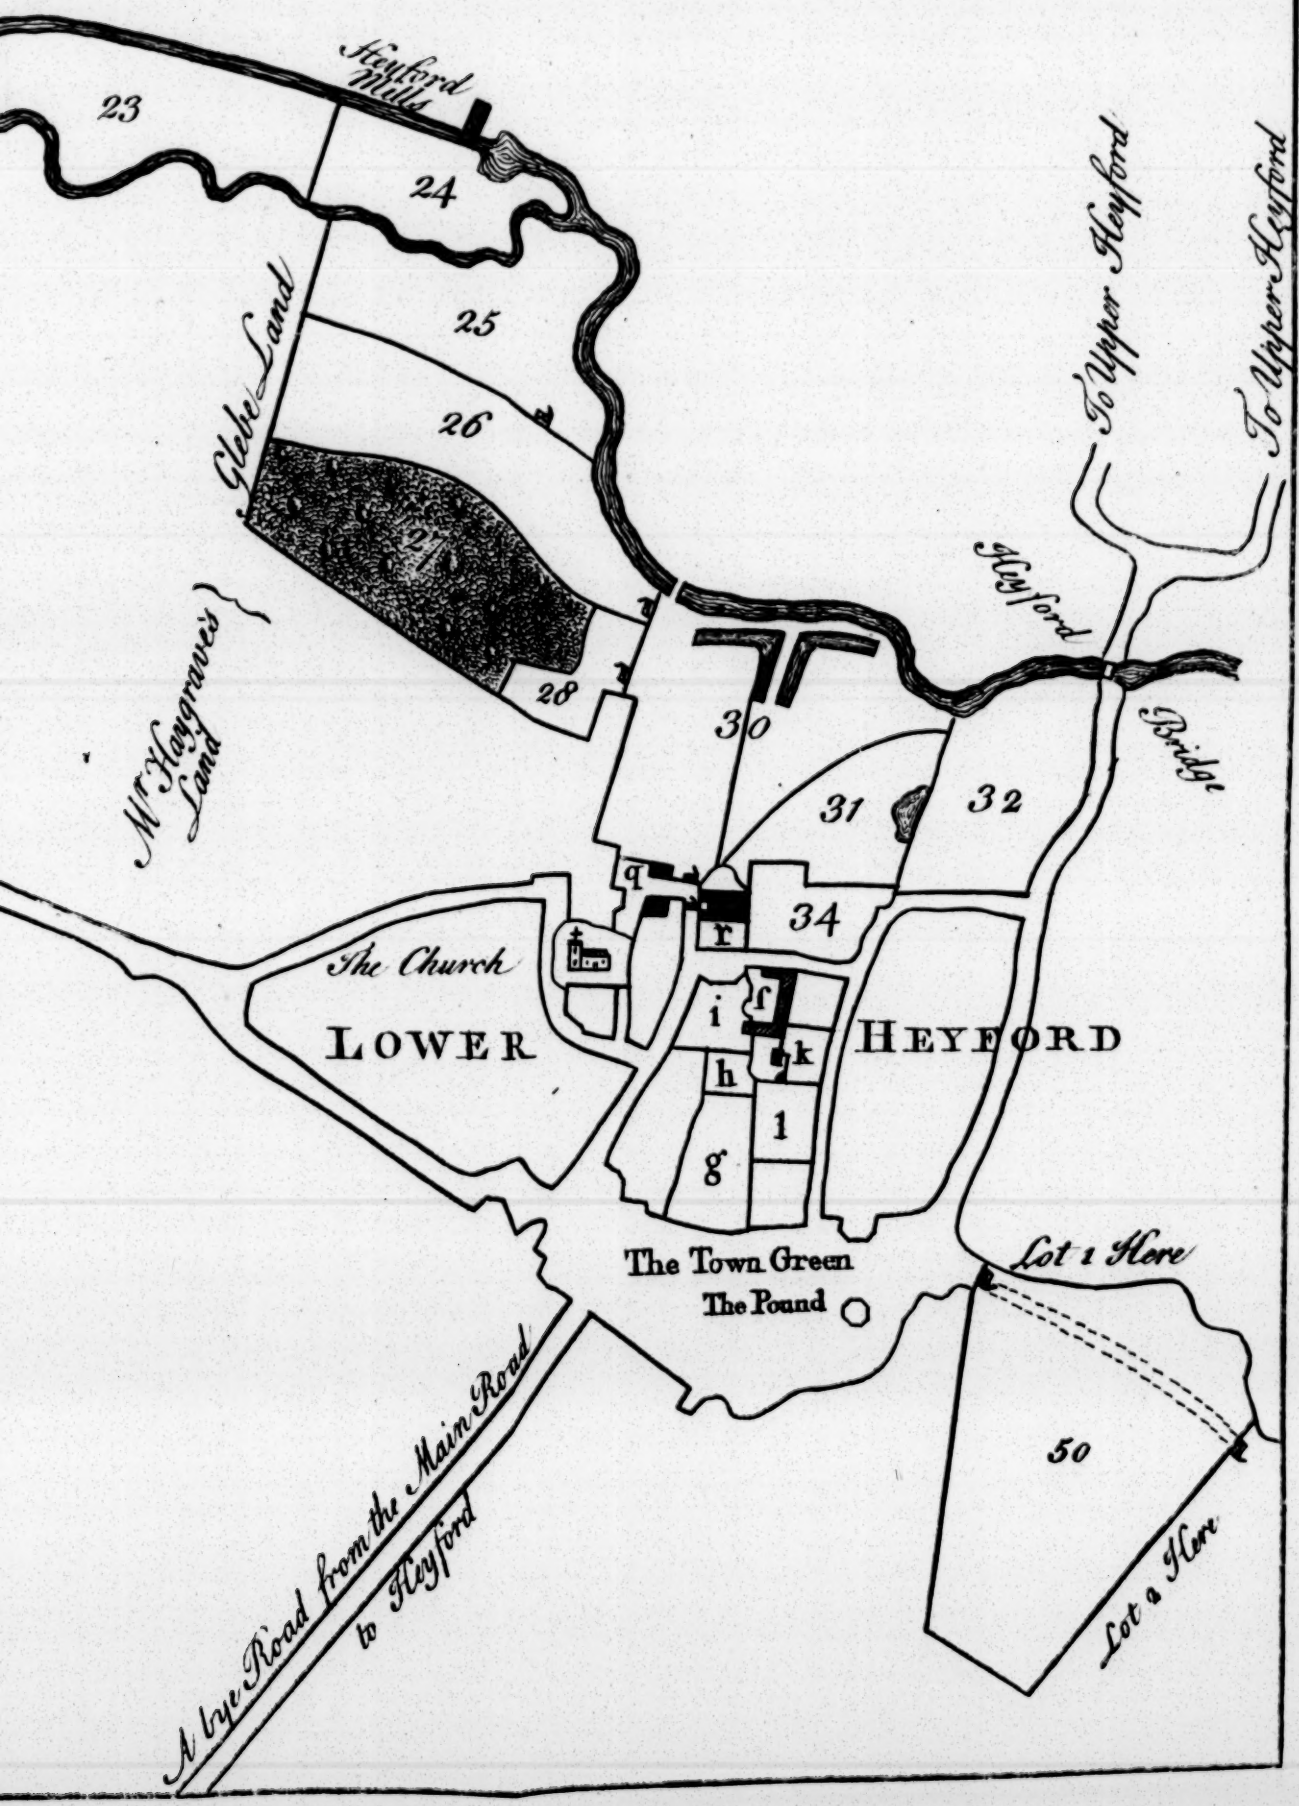 Heyford
Mills
23
24
25
26
27
28
Glebe Land
To Upper Heyford
To Upper Heyford
Heyford
Bridge
Mr. Haygraves
Land
30
31
32
34
q
r
The Church
LOWER HEYFORD
i
ſ
k
h
l
g
The Town Green
The Pound
Lot 1 Here
50
Lot 2 Here
A bye Road from the Main Road
to Heyford